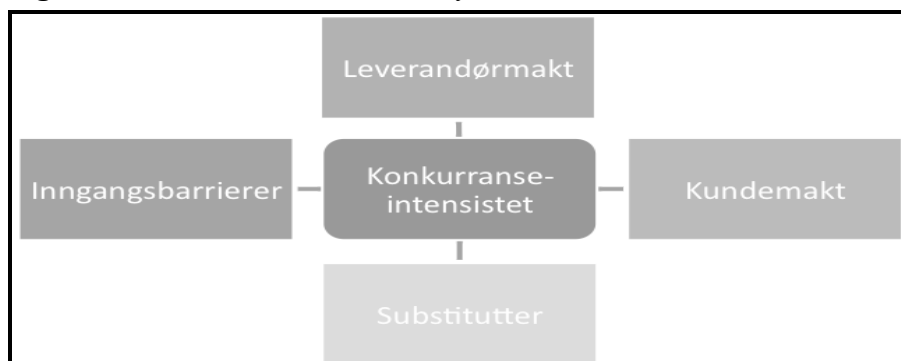 Leverandørmakt
Inngangsbarrierer
Konkurranse-
intensistet
Kundemakt
Substitutter